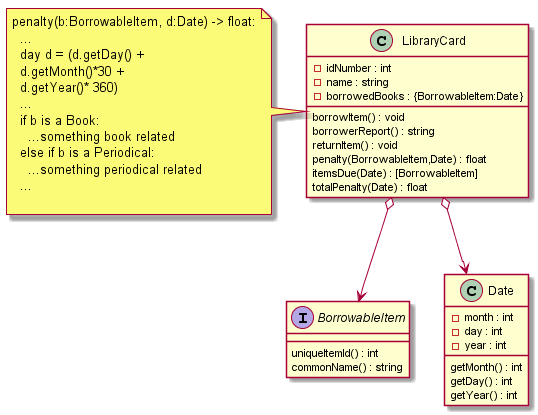 penalty(b:BorrowableItem, d:Date) -> float:
...
day d = (d.getDay() +
d.getMonth()*30 +
d.getYear()* 360)
...
if b is a Book:
...something book related
else if b is a Periodical:
...something periodical related
...
C LibraryCard
idNumber : int
name : string
borrowedBooks : {BorrowableItem:Date}
borrowItem() : void
borrowerReport() : string
returnItem() : void
penalty(BorrowableItem,Date) : float
itemsDue(Date) : [BorrowableItem]
totalPenalty(Date) : float
I BorrowableItem
uniqueItemId() : int
commonName() : string
C Date
month : int
day : int
year : int
getMonth() : int
getDay() : int
getYear() : int